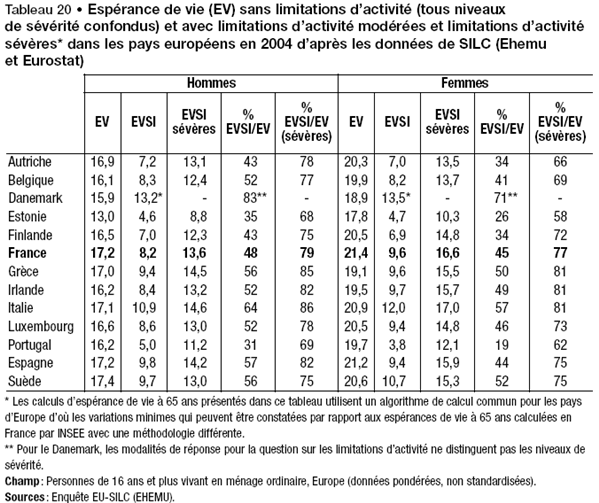 Tableau 20 • Espérance de vie (EV) sans limitations d’activité (tous niveaux
de sévérité confondus) et avec limitations d’activité modérées et limitations d’activité
sévères* dans les pays européens en 2004 d’après les données de SILC (Ehemu
et Eurostat)
Hommes Femmes
EV EVSI EVSI sévères % EVSI/EV % EVSI/EV (sévères) EV EVSI EVSI sévères % EVSI/EV % EVSI/EV (sévères)
Autriche 16,9 7,2 13,1 43 78 20,3 7,0 13,5 34 66
Belgique 16,1 8,3 12,4 52 77 19,9 8,2 13,7 41 69
Danemark 15,9 13,2* - 83** - 18,9 13,5* - 71** -
Estonie 13,0 4,6 8,8 35 68 17,8 4,7 10,3 26 58
Finlande 16,5 7,0 12,3 43 75 20,5 6,9 14,8 34 72
France 17,2 8,2 13,6 48 79 21,4 9,6 16,6 45 77
Grèce 17,0 9,4 14,5 56 85 19,1 9,6 15,5 50 81
Irlande 16,2 8,4 13,2 52 82 19,5 9,7 15,7 49 81
Italie 17,1 10,9 14,6 64 86 20,9 12,0 17,0 57 81
Luxembourg 16,6 8,6 13,0 52 78 20,5 9,4 14,8 46 73
Portugal 16,2 5,0 11,2 31 69 19,7 3,8 12,1 19 62
Espagne 17,2 9,8 14,2 57 82 21,2 9,4 15,9 44 75
Suède 17,4 9,7 13,0 56 75 20,6 10,7 15,3 52 75
* Les calculs d’espérance de vie à 65 ans présentés dans ce tableau utilisent un algorithme de calcul commun pour les pays
d’Europe d’où les variations minimes qui peuvent être constatées par rapport aux espérances de vie à 65 ans calculées en
France par INSEE avec une méthodologie différente.
** Pour le Danemark, les modalités de réponse pour la question sur les limitations d’activité ne distinguent pas les niveaux de
sévérité.
Champ : Personnes de 16 ans et plus vivant en ménage ordinaire, Europe (données pondérées, non standardisées).
Sources : Enquête EU-SILC (EHEMU).